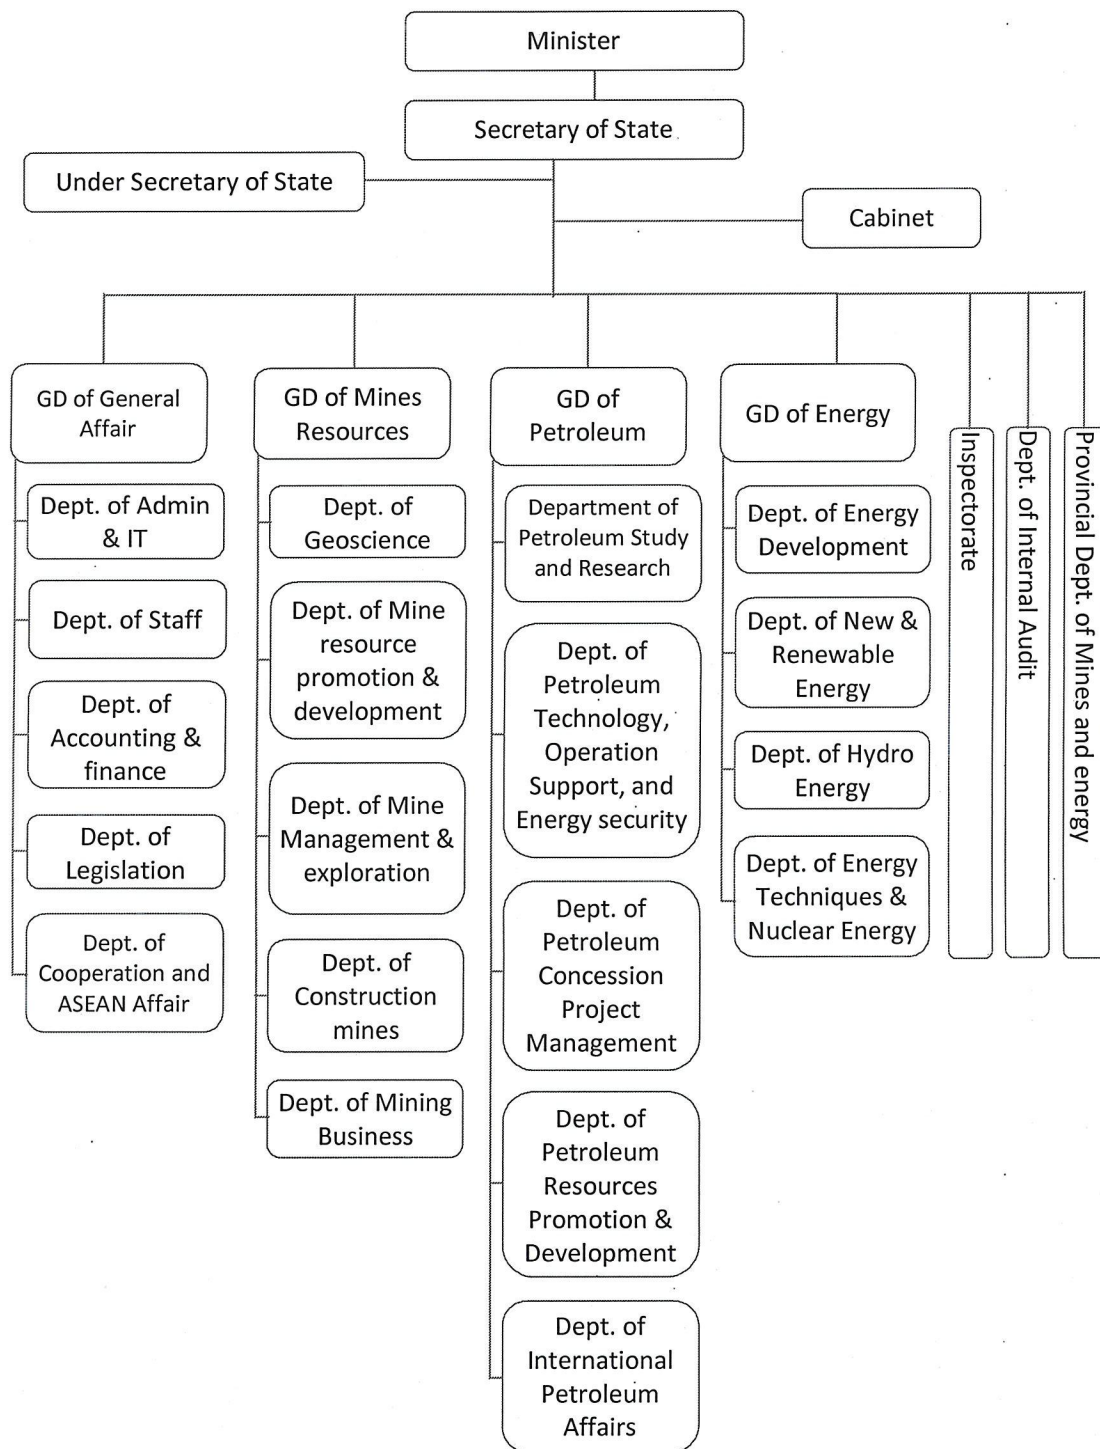 Minister
Secretary of State
Under Secretary of State
Cabinet
GD of General
Affair
Dept. of Admin
& IT
Dept. of Staff
Dept. of
Accounting &
finance
Dept. of
Legislation
Dept. of
Cooperation and
ASEAN Affair
GD of Mines
Resources
Dept. of
Geoscience
Dept. of Mine
resource
promotion &
development
Dept. of Mine
Management &
exploration
Dept. of
Construction
mines
Dept. of Mining
Business
GD of
Petroleum
Department of
Petroleum Study
and Research
Dept. of
Petroleum
Technology,
Operation
Support, and
Energy security
Dept. of
Petroleum
Concession
Project
Management
Dept. of
Petroleum
Resources
Promotion &
Development
Dept. of
International
Petroleum
Affairs
GD of Energy
Dept. of Energy
Development
Dept. of New &
Renewable
Energy
Dept. of Hydro
Energy
Dept. of Energy
Techniques &
Nuclear Energy
Inspectorate
Dept. of Internal Audit
Provincial Dept. of Mines and energy